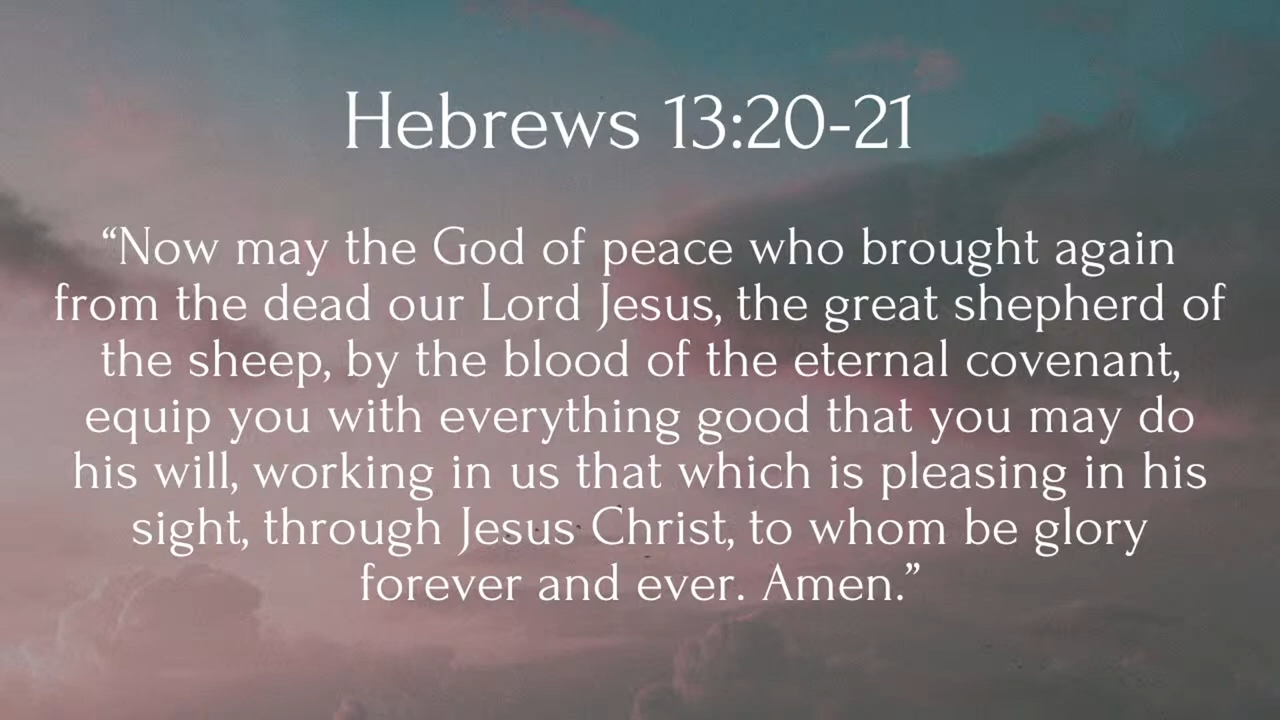 Hebrews 13:20-21
“Now may the God of peace who brought again
from the dead our Lord Jesus, the great shepherd of
the sheep, by the blood of the eternal covenant,
equip you with everything good that you may do
his will, working in us that which is pleasing in his
sight, through Jesus Christ, to whom be glory
forever and ever. Amen.”